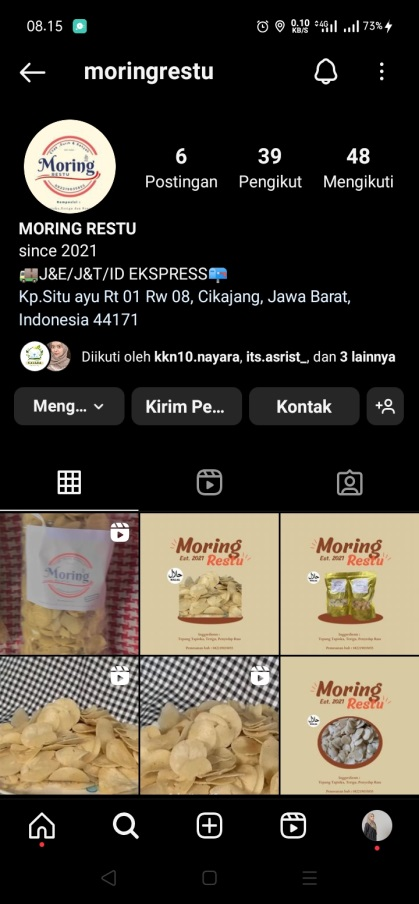 08.15
0.10
KB/S
4G
73%
moringrestu
Moring
RESTU
6
39
48
Postingan
Pengikut
Mengikuti
MORING RESTU
since 2021
J&E/J&T/ID EKSPRESS
Kp.Situ ayu Rt 01 Rw 08, Cikajang, Jawa Barat,
Indonesia 44171
Diikuti oleh kkn10.nayara, its.asrist_, dan 3 lainnya
Meng...
Kirim Pe...
Kontak
Moring
Moring
Est. 2021 Restu
Moring
Est. 2021 Restu
Moring
Est. 2021 Restu